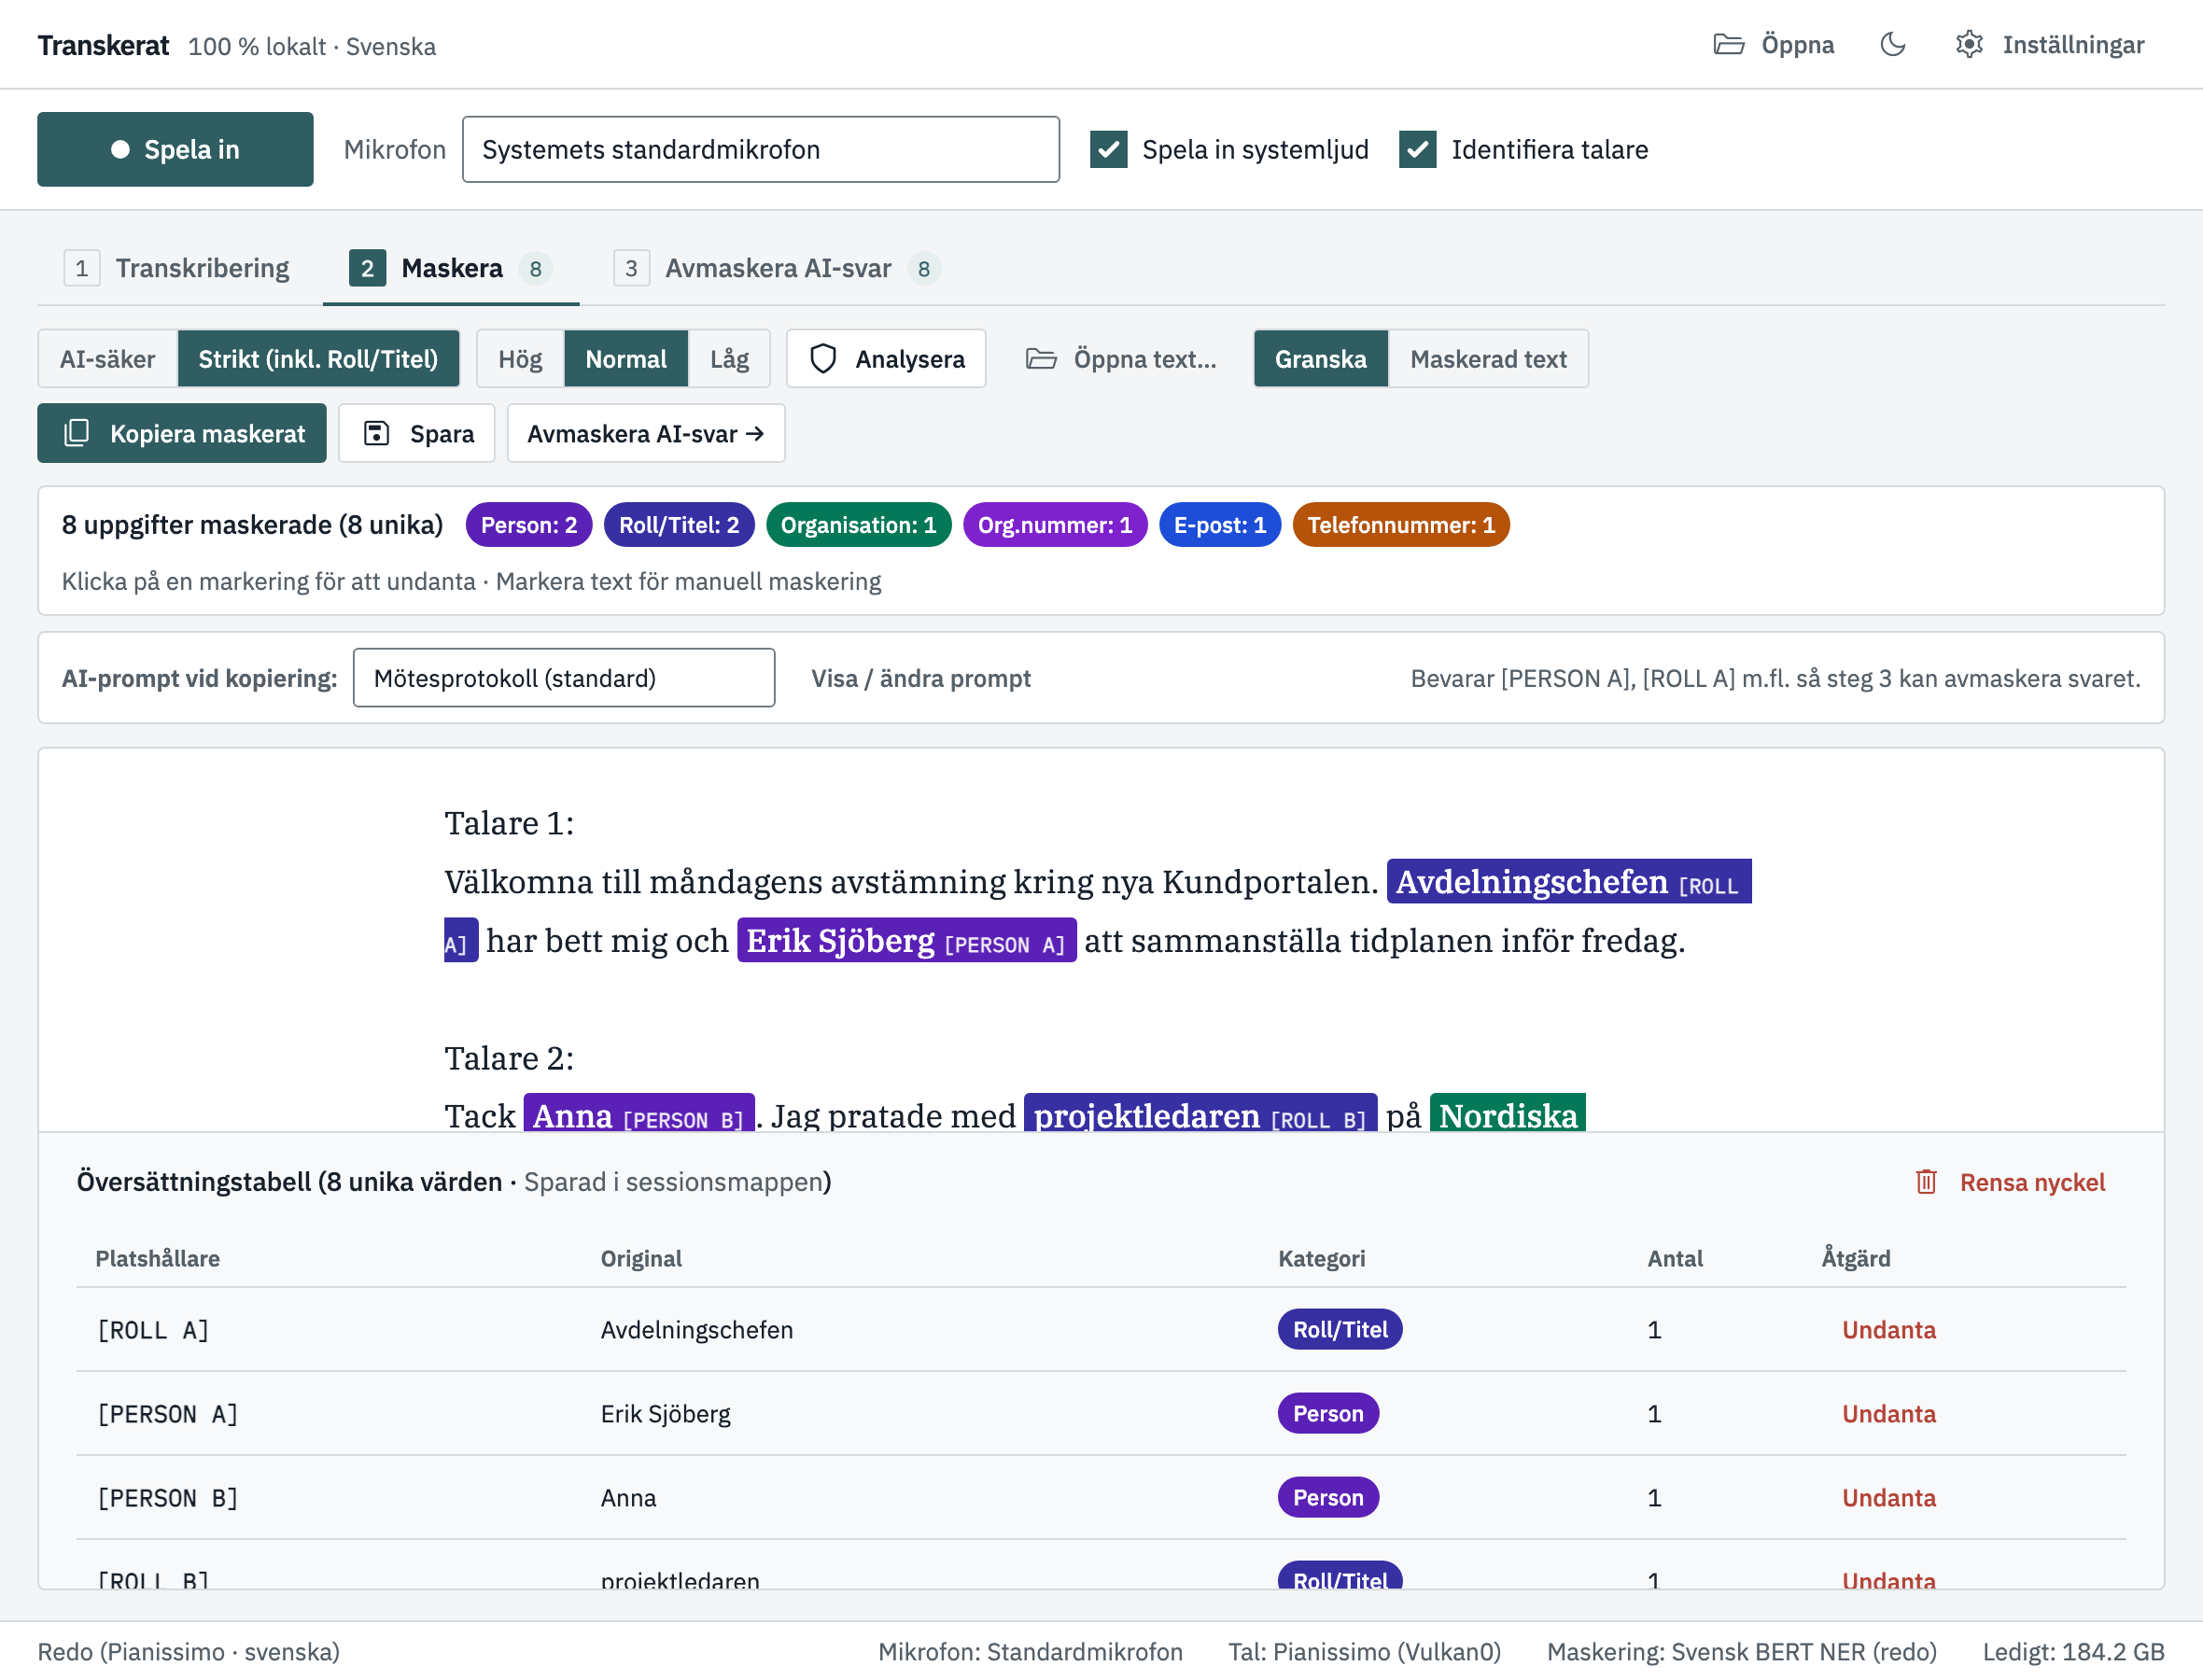 Transkerat 100 % lokalt · Svenska Öppna Inställningar
Spela in Mikrofon Systemets standardmikrofon Spela in systemljud Identifiera talare
1 Transkribering 2 Maskera 8 3 Avmaskera AI-svar 8
AI-säker Strikt (inkl. Roll/Titel) Hög Normal Låg Analysera Öppna text... Granska Maskerad text
Kopiera maskerat Spara Avmaskera AI-svar →
8 uppgifter maskerade (8 unika) Person: 2 Roll/Titel: 2 Organisation: 1 Org.nummer: 1 E-post: 1 Telefonnummer: 1
Klicka på en markering för att undanta · Markera text för manuell maskering
AI-prompt vid kopiering: Mötesprotokoll (standard) Visa / ändra prompt Bevarar [PERSON A], [ROLL A] m.fl. så steg 3 kan avmaskera svaret.
Talare 1:
Välkomna till måndagens avstämning kring nya Kundportalen. Avdelningschefen [ROLL
A] har bett mig och Erik Sjöberg [PERSON A] att sammanställa tidplanen inför fredag.
Talare 2:
Tack Anna [PERSON B]. Jag pratade med projektledaren [ROLL B] på Nordiska
Översättningstabell (8 unika värden · Sparad i sessionsmappen) Rensa nyckel
Platshållare Original Kategori Antal Åtgärd
[ROLL A] Avdelningschefen Roll/Titel 1 Undanta
[PERSON A] Erik Sjöberg Person 1 Undanta
[PERSON B] Anna Person 1 Undanta
[ROLL B] projektledaren Roll/Titel 1 Undanta
Redo (Pianissimo · svenska) Mikrofon: Standardmikrofon Tal: Pianissimo (Vulkan0) Maskering: Svensk BERT NER (redo) Ledigt: 184.2 GB